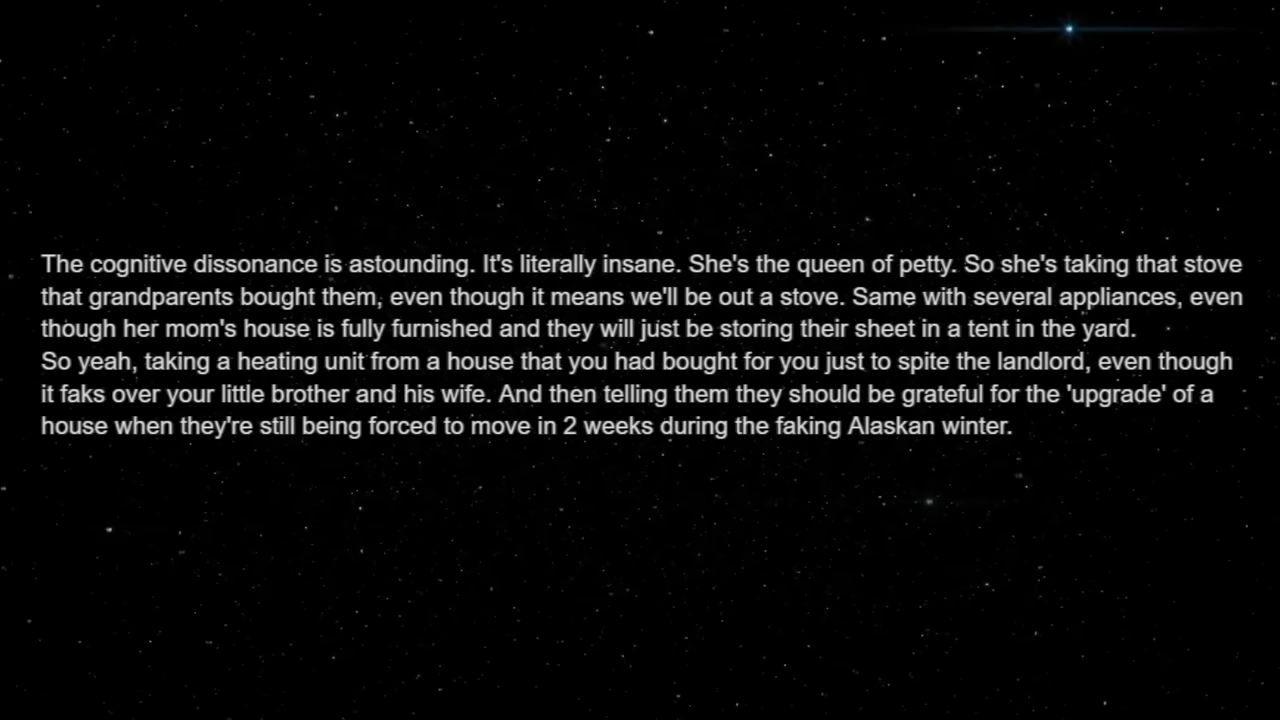 The cognitive dissonance is astounding. It's literally insane. She's the queen of petty. So she's taking that stove
that grandparents bought them, even though it means we'll be out a stove. Same with several appliances, even
though her mom's house is fully furnished and they will just be storing their sheet in a tent in the yard.
So yeah, taking a heating unit from a house that you had bought for you just to spite the landlord, even though
it faks over your little brother and his wife. And then telling them they should be grateful for the 'upgrade' of a
house when they're still being forced to move in 2 weeks during the faking Alaskan winter.